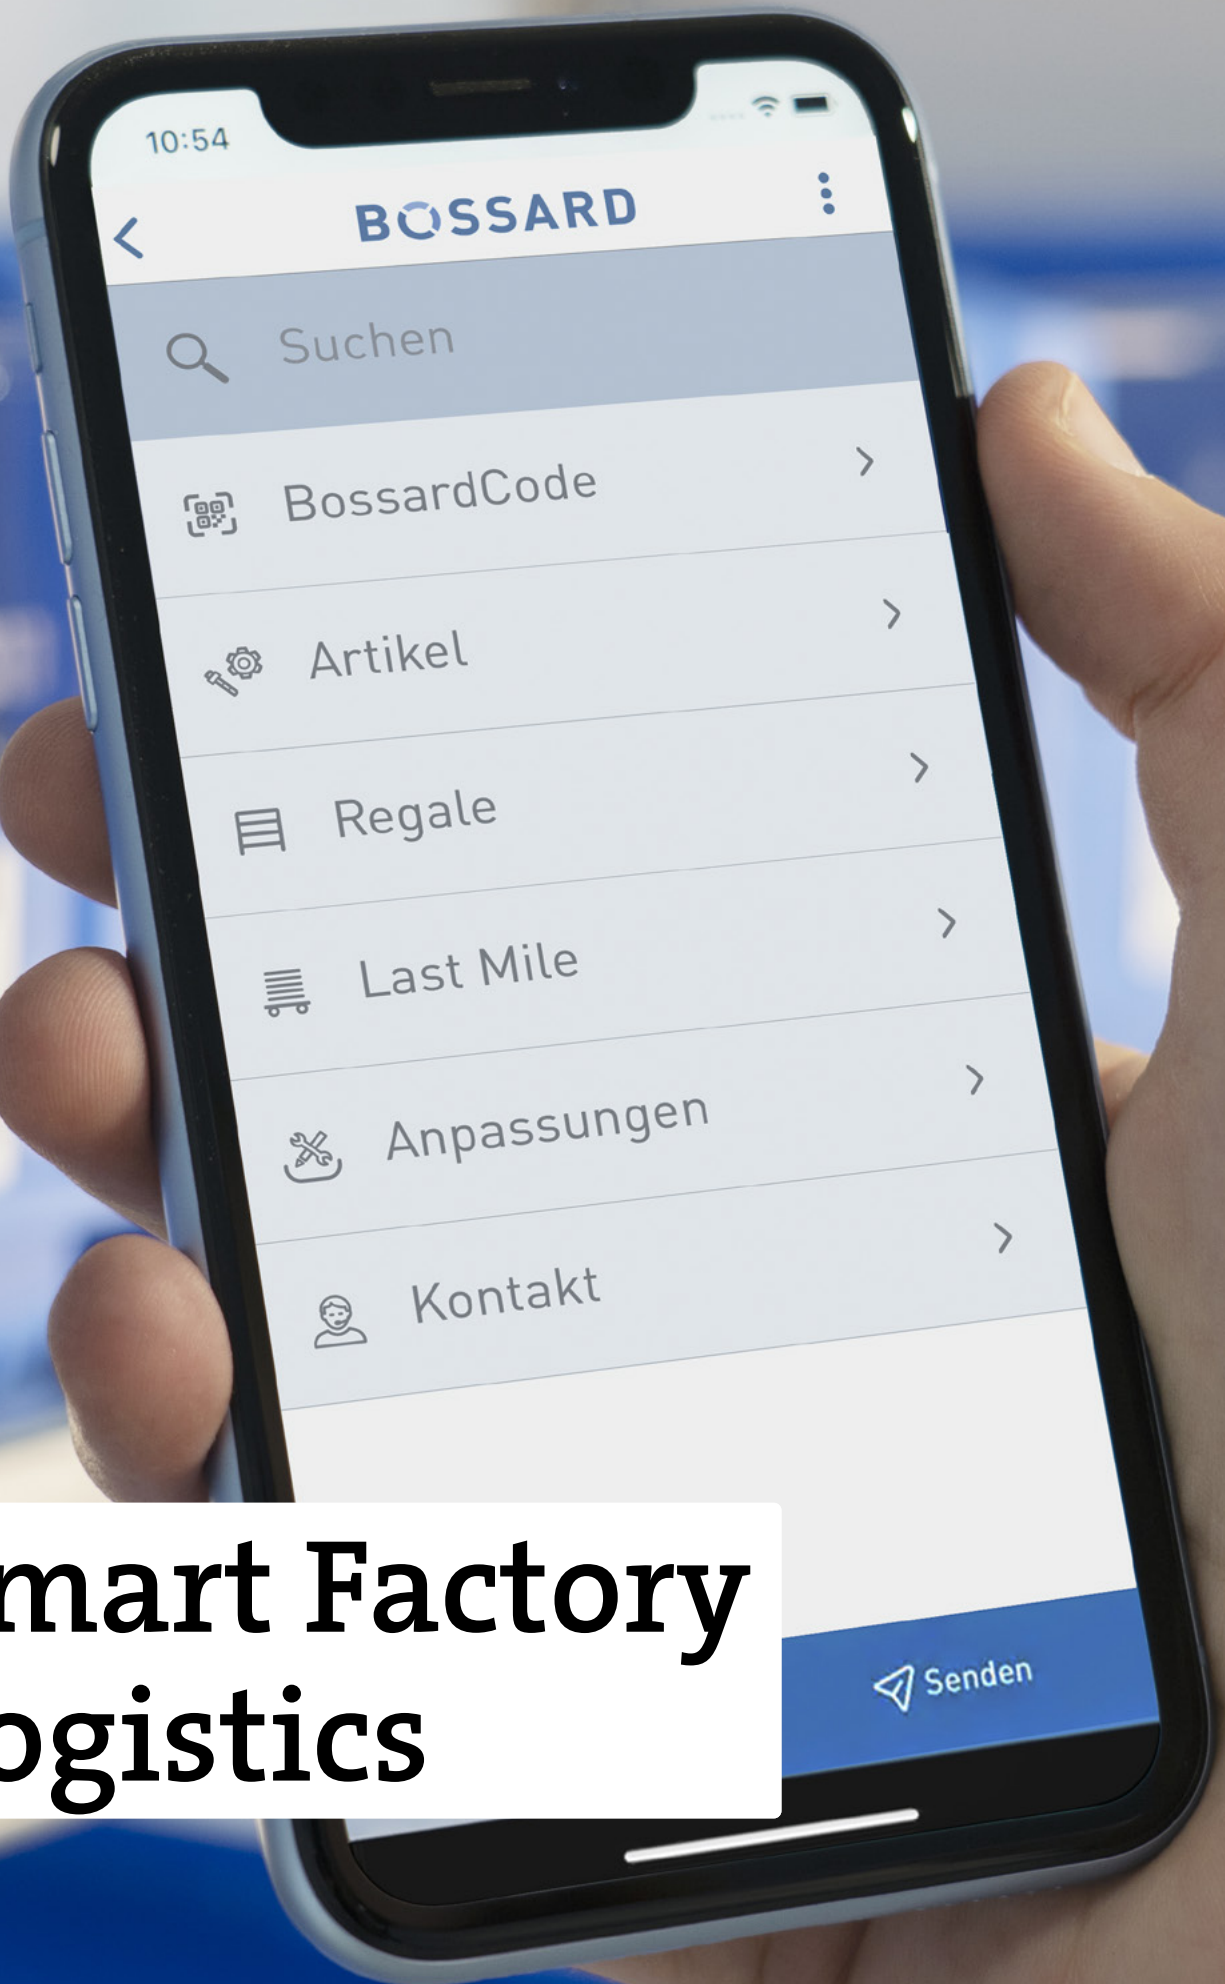 10:54
BOSSARD
Suchen
BossardCode
Artikel
Regale
Last Mile
Anpassungen
Kontakt
mart Factory
ogistics
Senden